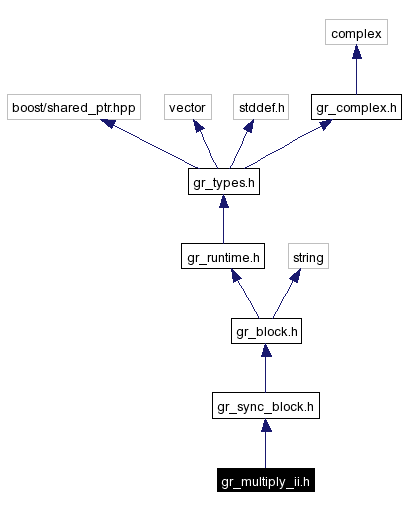 complex
boost/shared_ptr.hpp
vector
stddef.h
gr_complex.h
gr_types.h
gr_runtime.h
string
gr_block.h
gr_sync_block.h
gr_multiply_ii.h